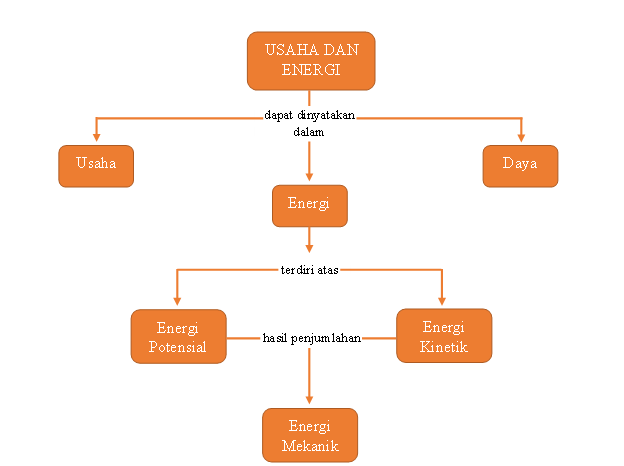 USAHA DAN
ENERGI
dapat dinyatakan
dalam
Usaha
Daya
Energi
terdiri atas
Energi
Potensial
Energi
Kinetik
hasil penjumlahan
Energi
Mekanik